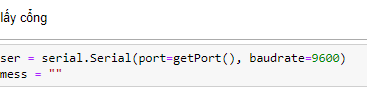 lấy cổng
ser = serial.Serial(port=getPort(), baudrate=9600)
mess = ""